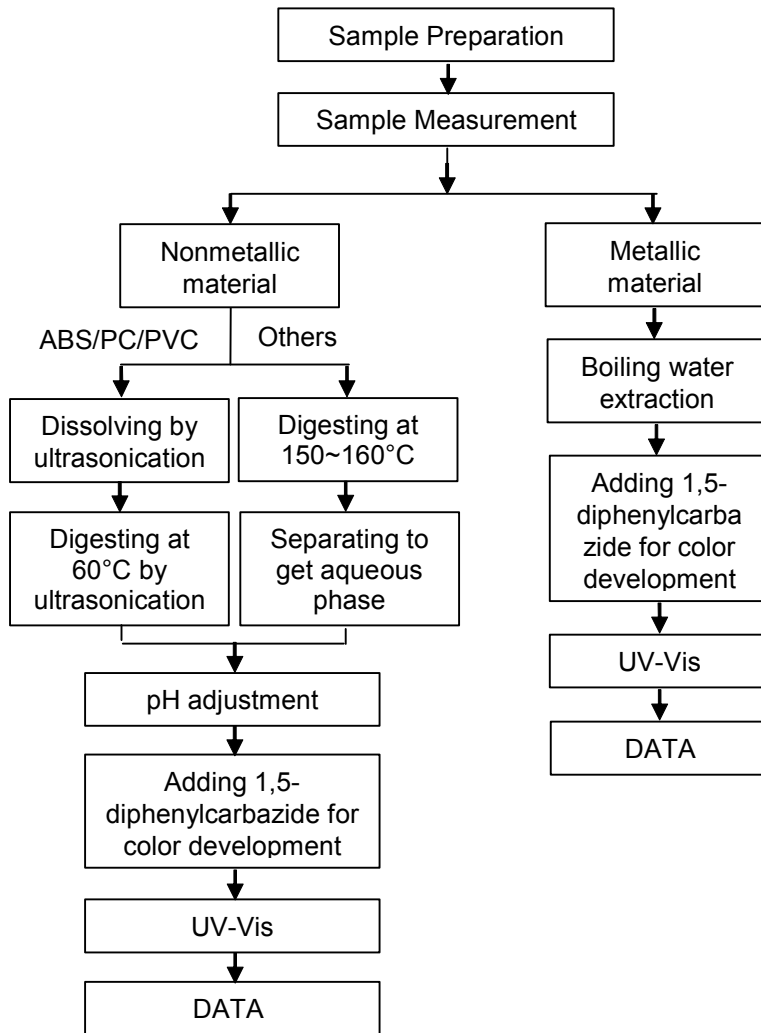 Sample Preparation
Sample Measurement
Nonmetallic
material
Metallic
material
ABS/PC/PVC
Others
Boiling water
extraction
Dissolving by
ultrasonication
Digesting at
150~160°C
Adding 1,5-
diphenylcarba
zide for color
development
Digesting at
60°C by
ultrasonication
Separating to
get aqueous
phase
UV-Vis
pH adjustment
DATA
Adding 1,5-
diphenylcarbazide for
color development
UV-Vis
DATA